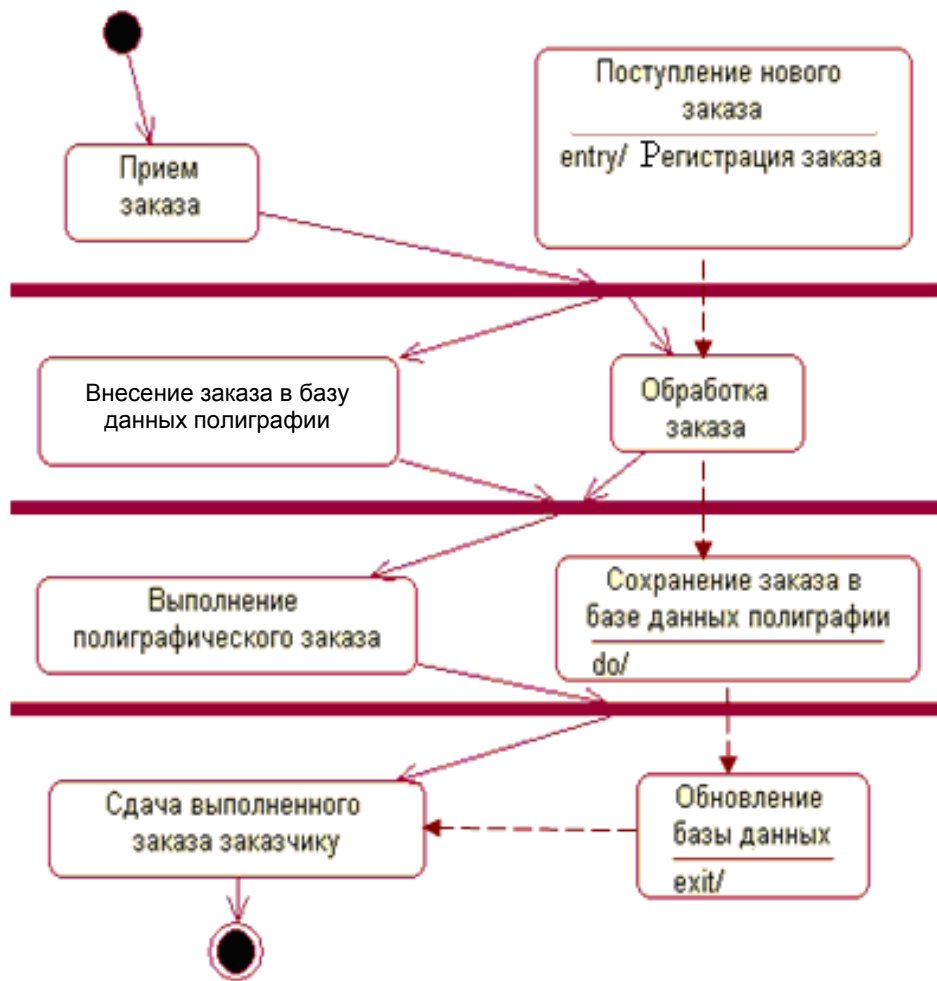 Прием
заказа
Поступление нового
заказа
entry/ Регистрация заказа
Внесение заказа в базу
данных полиграфии
Обработка
заказа
Выполнение
полиграфического заказа
Сохранение заказа в
базе данных полиграфии
do/
Сдача выполненного
заказа заказчику
Обновление
базы данных
exit/